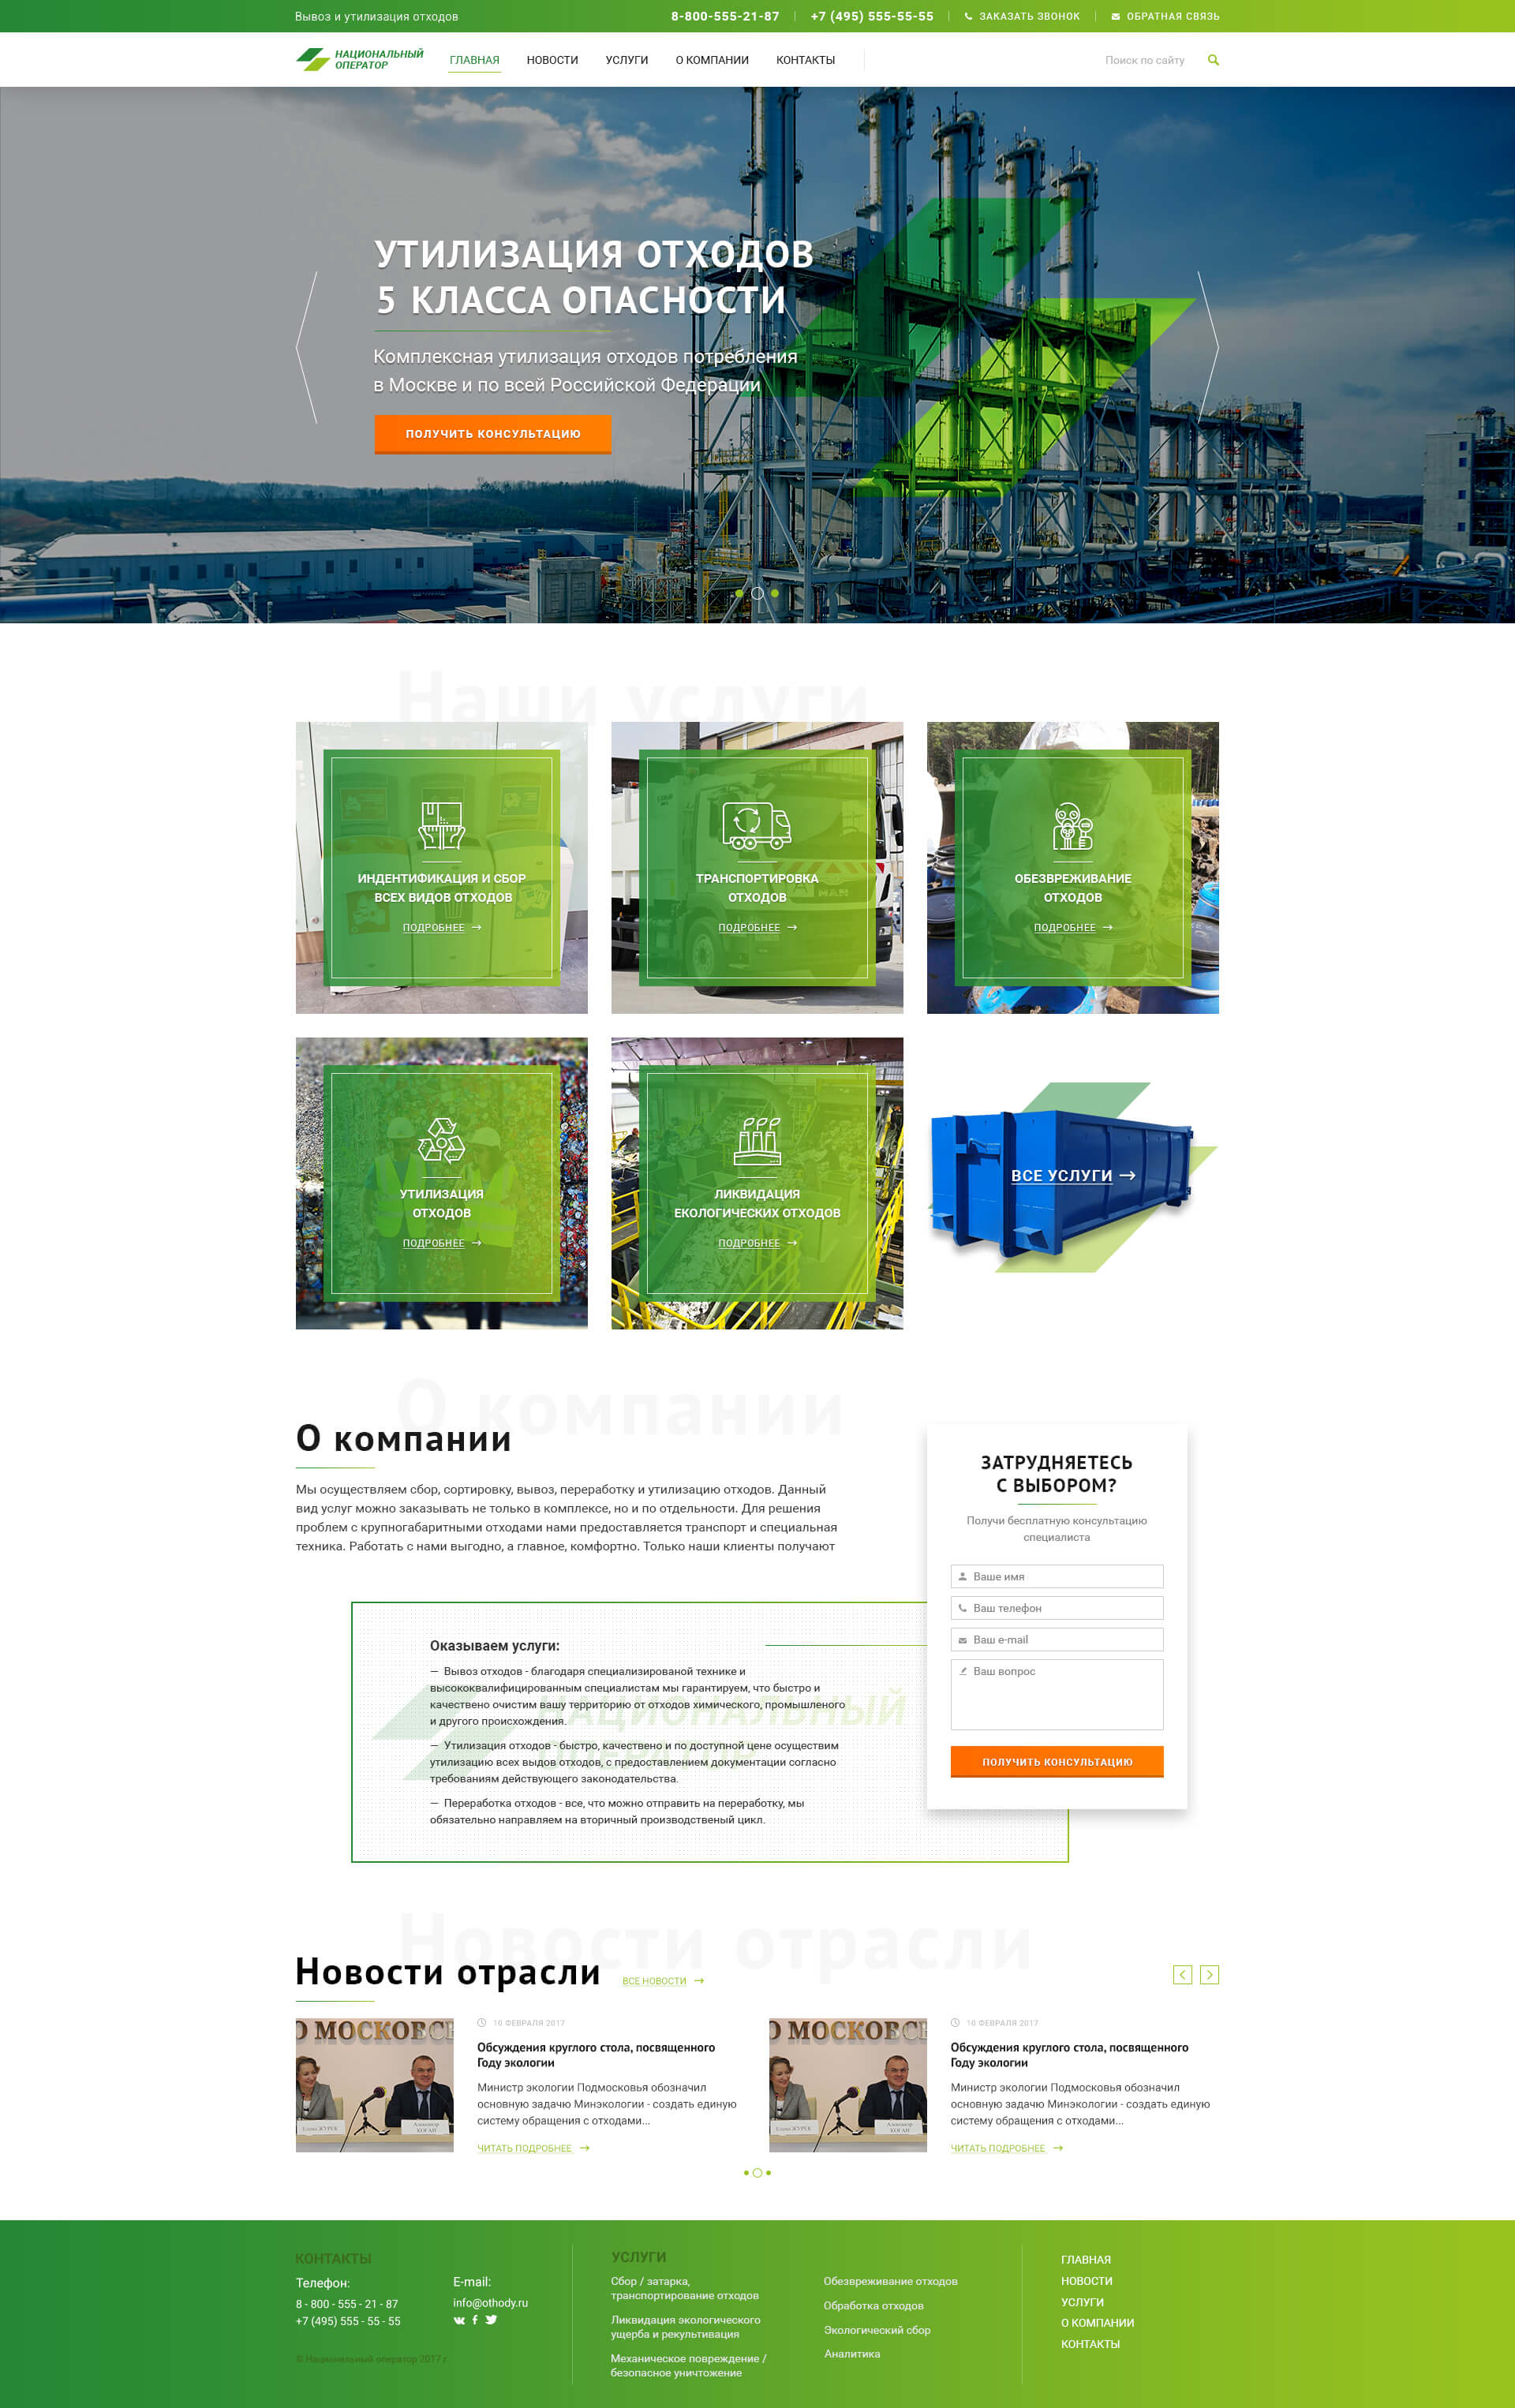 Вывоз и утилизация отходов
8-800-555-21-87
+7 (495) 555-55-55
ЗАКАЗАТЬ ЗВОНОК
ОБРАТНАЯ СВЯЗЬ
НАЦИОНАЛЬНЫЙ
ОПЕРАТОР
ГЛАВНАЯ
НОВОСТИ
УСЛУГИ
О КОМПАНИИ
КОНТАКТЫ
Поиск по сайту
УТИЛИЗАЦИЯ ОТХОДОВ
5 КЛАССА ОПАСНОСТИ
Комплексная утилизация отходов потребления
в Москве и по всей Российской Федерации
ПОЛУЧИТЬ КОНСУЛЬТАЦИЮ
Наши услуги
ИНДЕНТИФИКАЦИЯ И СБОР
ВСЕХ ВИДОВ ОТХОДОВ
ПОДРОБНЕЕ
ТРАНСПОРТИРОВКА
ОТХОДОВ
ПОДРОБНЕЕ
MAN
ОБЕЗВРЕЖИВАНИЕ
ОТХОДОВ
ПОДРОБНЕЕ
УТИЛИЗАЦИЯ
ОТХОДОВ
ПОДРОБНЕЕ
ЛИКВИДАЦИЯ
ЕКОЛОГИЧЕСКИХ ОТХОДОВ
ПОДРОБНЕЕ
ВСЕ УСЛУГИ
О компании
О компании
Мы осуществляем сбор, сортировку, вывоз, переработку и утилизацию отходов. Данный
вид услуг можно заказывать не только в комплексе, но и по отдельности. Для решения
проблем с крупногабаритными отходами нами предоставляется транспорт и специальная
техника. Работать с нами выгодно, а главное, комфортно. Только наши клиенты получают
Оказываем услуги:
— Вывоз отходов - благодаря специализированой технике и
высококвалифицированным специалистам мы гарантируем, что быстро и
качествено очистим вашу территорию от отходов химического, промышленого
и другого происхождения.
— Утилизация отходов - быстро, качествено и по доступной цене осуществим
утилизацию всех выдов отходов, с предоставлением документации согласно
требованиям действующего законодательства.
— Переработка отходов - все, что можно отправить на переработку, мы
обязательно направляем на вторичный производственый цикл.
НАЦИОНАЛЬНЫЙ
ОПЕРАТОР
ЗАТРУДНЯЕТЕСЬ
С ВЫБОРОМ?
Получи бесплатную консультацию
специалиста
Ваше имя
Ваш телефон
Ваш e-mail
Ваш вопрос
ПОЛУЧИТЬ КОНСУЛЬТАЦИЮ
Новости отрасли
Новости отрасли
ВСЕ НОВОСТИ
О МОСКОВС
10 ФЕВРАЛЯ 2017
Обсуждения круглого стола, посвященного
Году экологии
Министр экологии Подмосковья обозначил
основную задачу Минэкологии - создать единую
систему обращения с отходами...
ЧИТАТЬ ПОДРОБНЕЕ
О МОСКОВС
10 ФЕВРАЛЯ 2017
Обсуждения круглого стола, посвященного
Году экологии
Министр экологии Подмосковья обозначил
основную задачу Минэкологии - создать единую
систему обращения с отходами...
ЧИТАТЬ ПОДРОБНЕЕ
КОНТАКТЫ
Телефон:
8 - 800 - 555 - 21 - 87
+7 (495) 555 - 55 - 55
E-mail:
info@othody.ru
© Национальный оператор 2017 г.
УСЛУГИ
Сбор / затарка,
транспортирование отходов
Ликвидация экологического
ущерба и рекультивация
Механическое повреждение /
безопасное уничтожение
Обезвреживание отходов
Обработка отходов
Экологический сбор
Аналитика
ГЛАВНАЯ
НОВОСТИ
УСЛУГИ
О КОМПАНИИ
КОНТАКТЫ